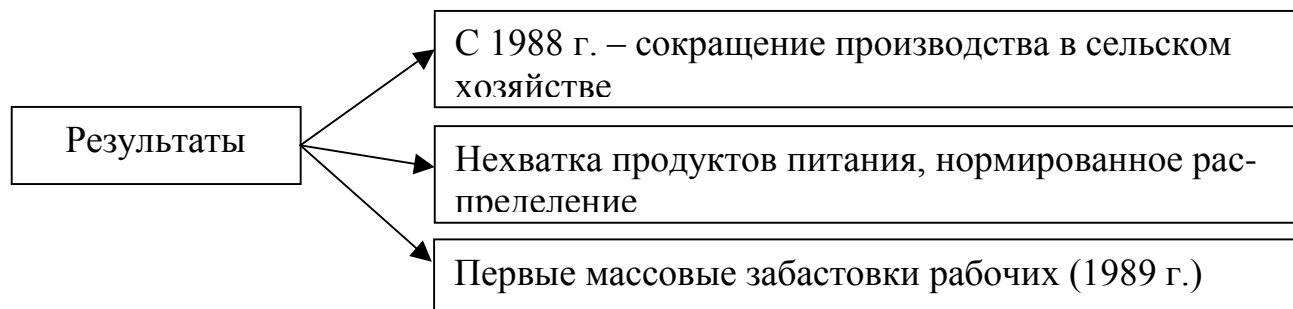 Результаты
С 1988 г. – сокращение производства в сельском
хозяйстве
Нехватка продуктов питания, нормированное рас-
пределение
Первые массовые забастовки рабочих (1989 г.)